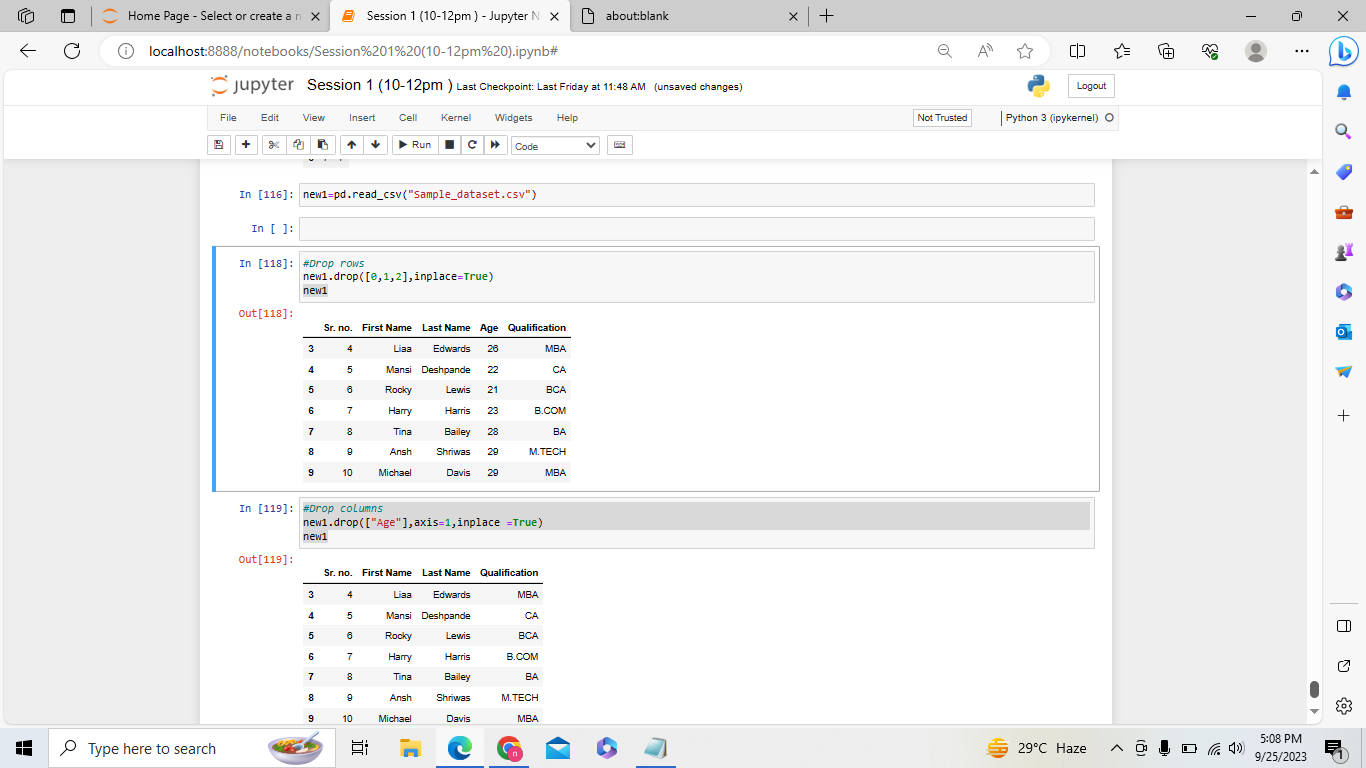 Home Page - Select or create a n
Session 1 (10-12pm ) - Jupyter N
about:blank
localhost:8888/notebooks/Session%201%20(10-12pm%20).ipynb#
jupyter Session 1 (10-12pm ) Last Checkpoint: Last Friday at 11:48 AM (unsaved changes)
Logout
File Edit View Insert Cell Kernel Widgets Help
Not Trusted
Python 3 (ipykernel)
Run
Code
In [116]: new1=pd.read_csv("Sample_dataset.csv")
In [ ]:
In [118]: #Drop rows
new1.drop([0,1,2],inplace=True)
new1
Out[118]:
Sr. no. First Name Last Name Age Qualification
3 4 Liaa Edwards 26 MBA
4 5 Mansi Deshpande 22 CA
5 6 Rocky Lewis 21 BCA
6 7 Harry Harris 23 B.COM
7 8 Tina Bailey 28 BA
8 9 Ansh Shriwas 29 M.TECH
9 10 Michael Davis 29 MBA
In [119]: #Drop columns
new1.drop(["Age"],axis=1,inplace =True)
new1
Out[119]:
Sr. no. First Name Last Name Qualification
3 4 Liaa Edwards MBA
4 5 Mansi Deshpande CA
5 6 Rocky Lewis BCA
6 7 Harry Harris B.COM
7 8 Tina Bailey BA
8 9 Ansh Shriwas M.TECH
9 10 Michael Davis MBA
Type here to search
29°C Haze
5:08 PM
9/25/2023
1